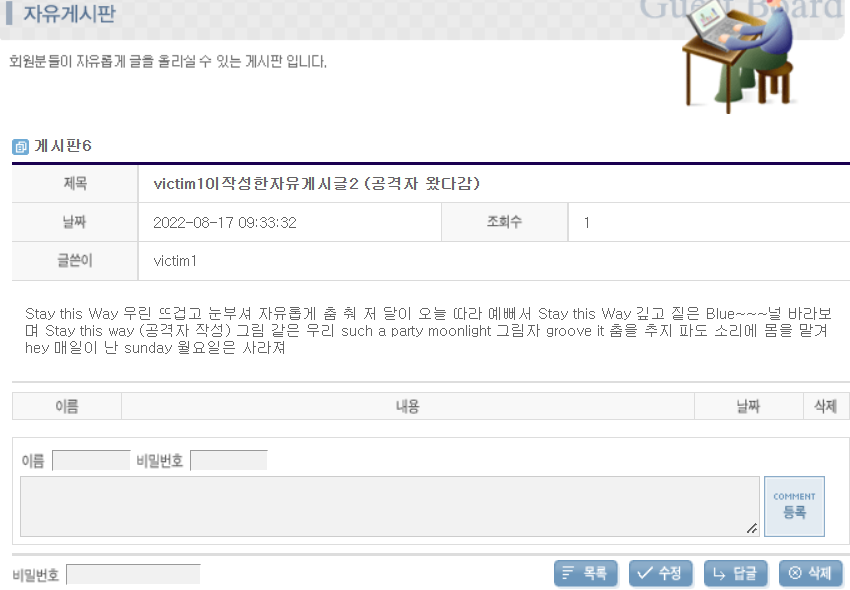 자유게시판
Guest Board
회원분들이 자유롭게 글을 올리실 수 있는 게시판 입니다.
게시판6
제목 victim1이작성한자유게시글2 (공격자 왔다감)
날짜 2022-08-17 09:33:32 조회수 1
글쓴이 victim1
Stay this Way 우린 뜨겁고 눈부셔 자유롭게 춤 춰 저 달이 오늘 따라 예뻐서 Stay this Way 깊고 짙은 Blue~~~널 바라보
며 Stay this way (공격자 작성) 그림 같은 우리 such a party moonlight 그림자 groove it 춤을 추지 파도 소리에 몸을 맡겨
hey 매일이 난 sunday 월요일은 사라져
이름 내용 날짜 삭제
이름 비밀번호
COMMENT
등록
비밀번호 목록 수정 답글 삭제